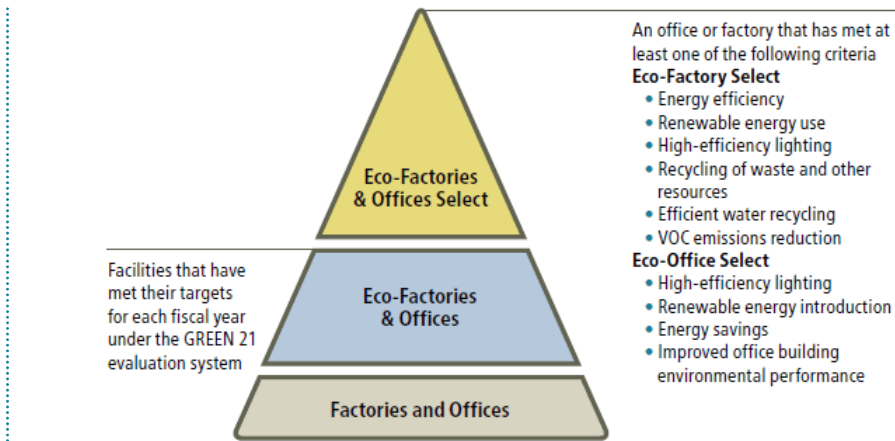 An office or factory that has met at
least one of the following criteria
Eco-Factory Select
• Energy efficiency
• Renewable energy use
• High-efficiency lighting
• Recycling of waste and other
resources
• Efficient water recycling
• VOC emissions reduction
Eco-Office Select
• High-efficiency lighting
• Renewable energy introduction
• Energy savings
• Improved office building
environmental performance
Eco-Factories
& Offices Select
Facilities that have
met their targets
for each fiscal year
under the GREEN 21
evaluation system
Eco-Factories
& Offices
Factories and Offices